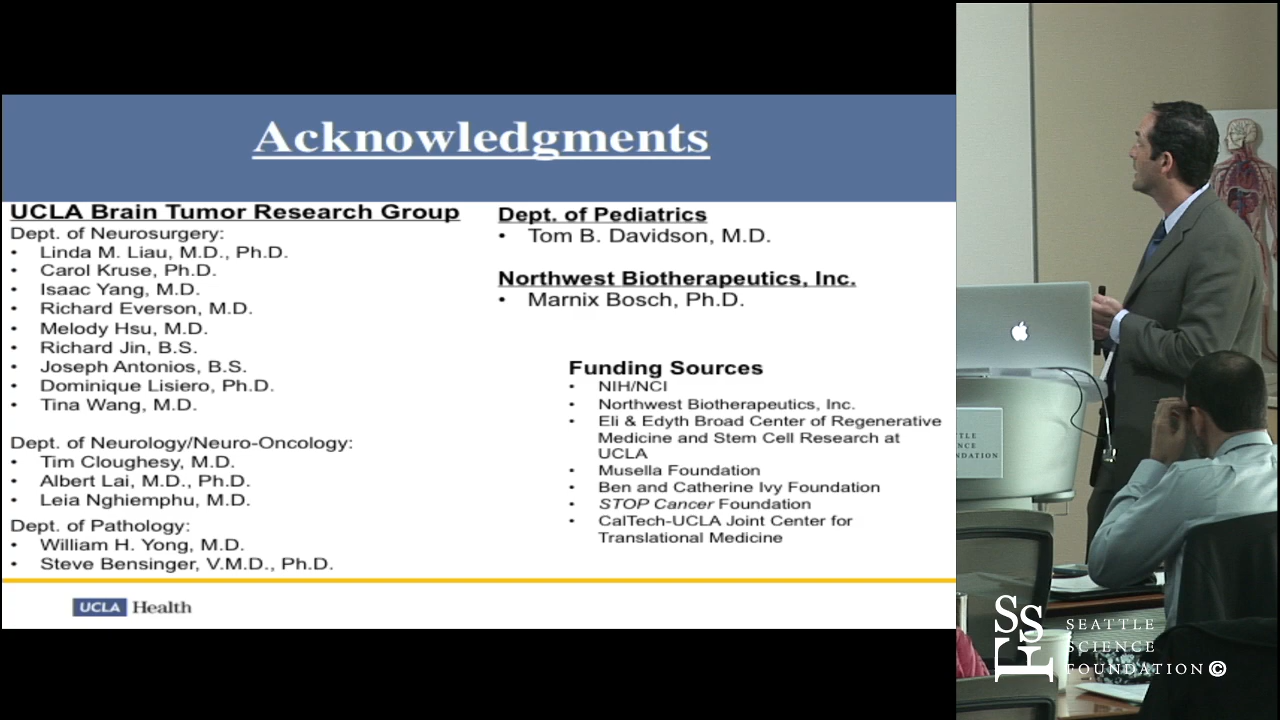 Acknowledgments
UCLA Brain Tumor Research Group
Dept. of Neurosurgery:
• Linda M. Liau, M.D., Ph.D.
• Carol Kruse, Ph.D.
• Isaac Yang, M.D.
• Richard Everson, M.D.
• Melody Hsu, M.D.
• Richard Jin, B.S.
• Joseph Antonios, B.S.
• Dominique Lisiero, Ph.D.
• Tina Wang, M.D.
Dept. of Neurology/Neuro-Oncology:
• Tim Cloughesy, M.D.
• Albert Lai, M.D., Ph.D.
• Leia Nghiemphu, M.D.
Dept. of Pathology:
• William H. Yong, M.D.
• Steve Bensinger, V.M.D., Ph.D.
Dept. of Pediatrics
• Tom B. Davidson, M.D.
Northwest Biotherapeutics, Inc.
• Marnix Bosch, Ph.D.
Funding Sources
• NIH/NCI
• Northwest Biotherapeutics, Inc.
• Eli & Edyth Broad Center of Regenerative
Medicine and Stem Cell Research at
UCLA
• Musella Foundation
• Ben and Catherine Ivy Foundation
• STOP Cancer Foundation
• CalTech-UCLA Joint Center for
Translational Medicine
UCLA Health
TLE
NCE
NDATION
SSF
SEATTLE
SCIENCE
FOUNDATION©